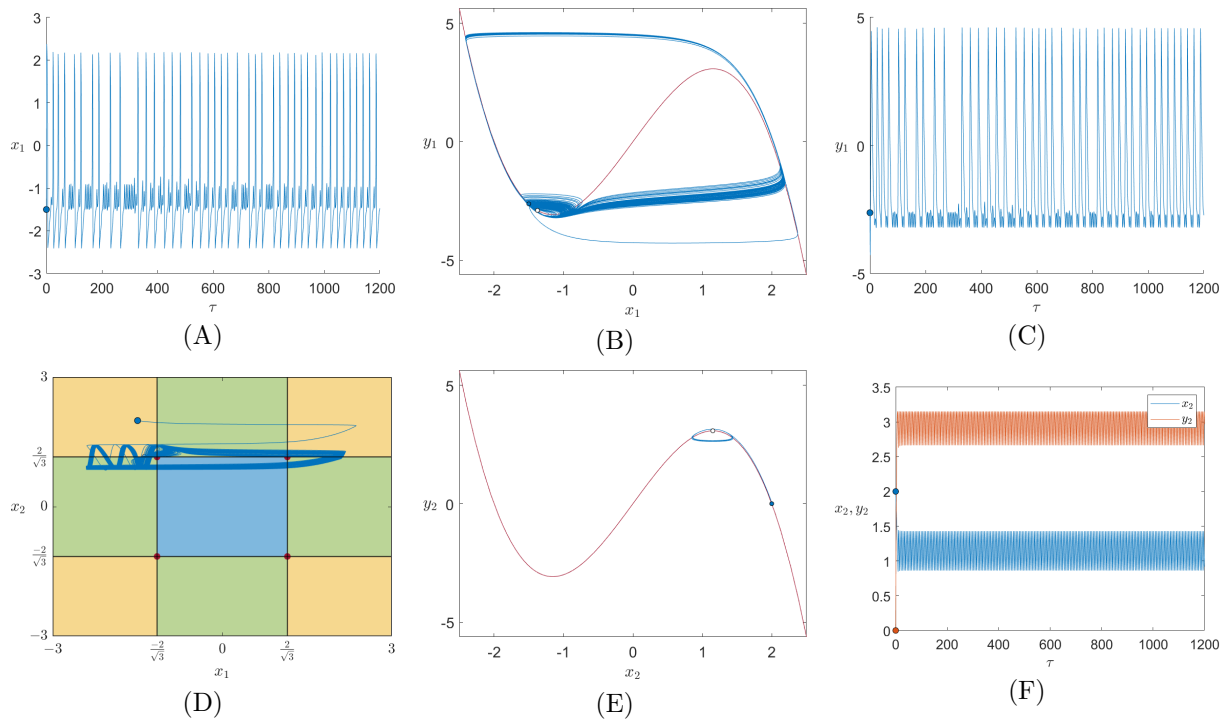 3
2
1
x₁ 0
-1
-2
-3
0 200 400 600 800 1000 1200
τ
(A)
5
y₁ 0
-5
-2 -1 0 1 2
x₁
(B)
5
y₁ 0
-5
0 200 400 600 800 1000 1200
τ
(C)
3
2/√3
x₂ 0
-2/√3
-3
-3 -2/√3 0 2/√3 3
x₁
(D)
5
y₂ 0
-5
-2 -1 0 1 2
x₂
(E)
3.5
x₂
y₂
3
2.5
2
x₂, y₂
1.5
1
0.5
0
0 200 400 600 800 1000 1200
τ
(F)